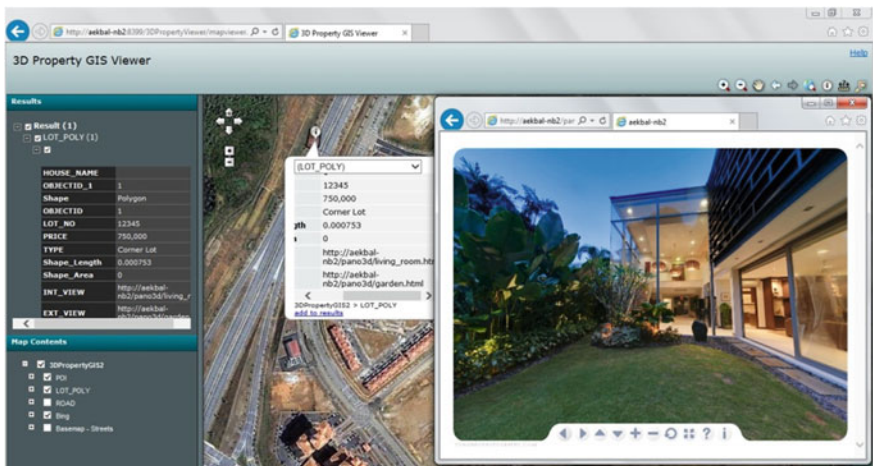 http://aekbal-nb2:8399/3DPropertyViewer/mapviewer.
3D Property GIS Viewer
×
3D Property GIS Viewer
Help
Results
Result (1)
LOT_POLY (1)
HOUSE_NAME
OBJECTID_1 1
Shape Polygon
OBJECTID 1
LOT_NO 12345
PRICE 750,000
TYPE Corner Lot
Shape_Length 0.000753
Shape_Area 0
INT_VIEW http://aekbal-
nb2/pano3d/living_r
EXT_VIEW http://aekbal-
nb2/pano3d/garden
Map Contents
3DPropertyGIS2
POI
LOT_POLY
ROAD
Bing
Basemap - Streets
(LOT_POLY)
12345
750,000
Corner Lot
gth 0.000753
0
http://aekbal-
nb2/pano3d/living_room.htm
http://aekbal-
nb2/pano3d/garden.html
3DPropertyGIS2 > LOT_POLY
add to results
http://aekbal-nb2/par
aekbal-nb2
×